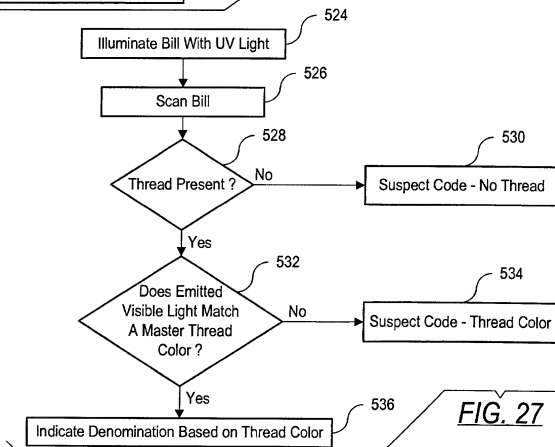 524
Illuminate Bill With UV Light
526
Scan Bill
528
Thread Present ?
No
530
Suspect Code - No Thread
Yes
532
Does Emitted
Visible Light Match
A Master Thread
Color ?
No
534
Suspect Code - Thread Color
Yes
536
Indicate Denomination Based on Thread Color
FIG. 27